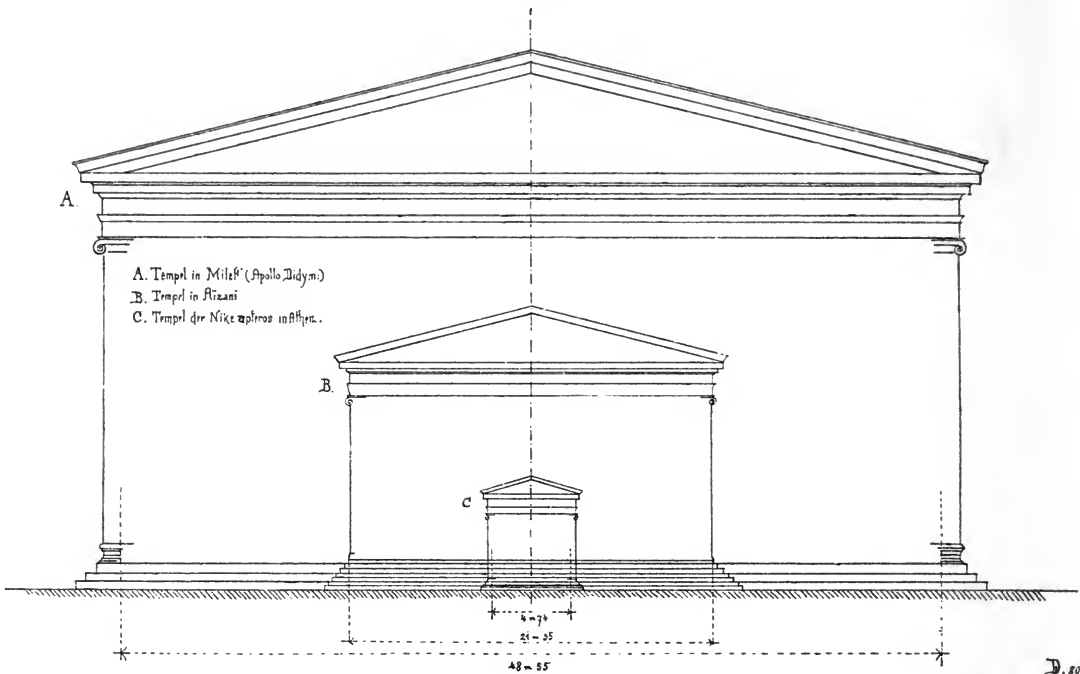 A.
A. Tempel in Milet (Apollo Didym:)
B. Tempel in Aïzani
C. Tempel der Nike apteros in Athen.
B.
C
4=74
21=35
48=55
D.